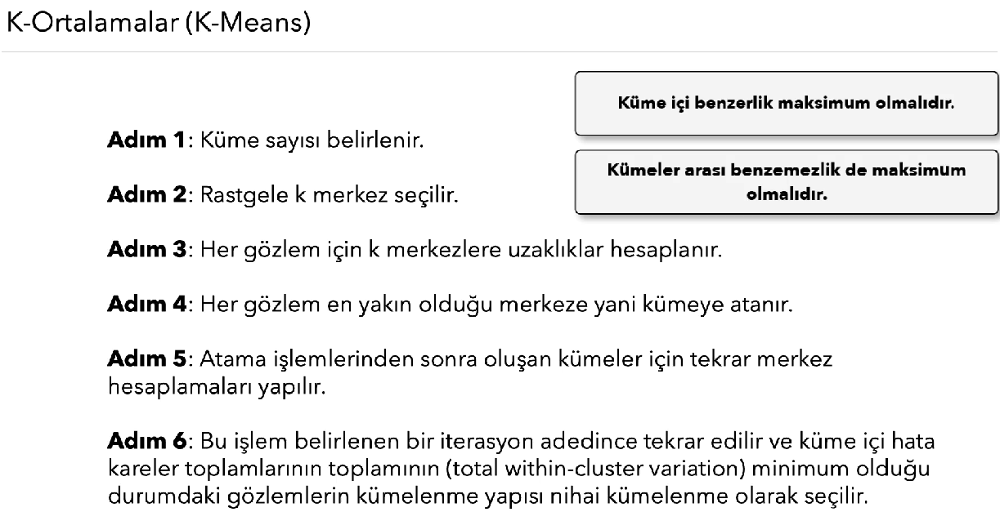 K-Ortalamalar (K-Means)
Küme içi benzerlik maksimum olmalıdır.
Kümeler arası benzemezlik de maksimum
olmalıdır.
Adım 1: Küme sayısı belirlenir.
Adım 2: Rastgele k merkez seçilir.
Adım 3: Her gözlem için k merkezlere uzaklıklar hesaplanır.
Adım 4: Her gözlem en yakın olduğu merkeze yani kümeye atanır.
Adım 5: Atama işlemlerinden sonra oluşan kümeler için tekrar merkez
hesaplamaları yapılır.
Adım 6: Bu işlem belirlenen bir iterasyon adedince tekrar edilir ve küme içi hata
kareler toplamlarının toplamının (total within-cluster variation) minimum olduğu
durumdaki gözlemlerin kümelenme yapısı nihai kümelenme olarak seçilir.